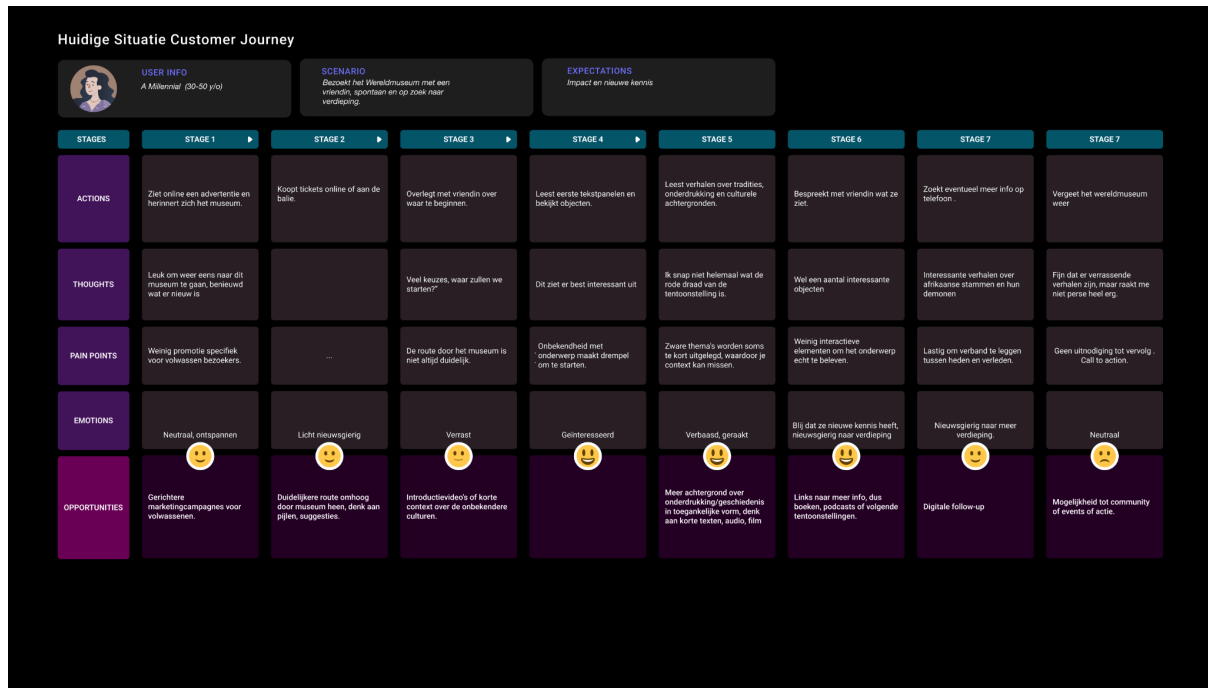 Huidige Situatie Customer Journey
USER INFO
A Millennial (30-50 y/o)
SCENARIO
Bezoekt het Wereldmuseum met een
vriendin, spontaan en op zoek naar
verdieping.
EXPECTATIONS
Impact en nieuwe kennis
STAGES
STAGE 1
STAGE 2
STAGE 3
STAGE 4
STAGE 5
STAGE 6
STAGE 7
STAGE 7
ACTIONS
Ziet online een advertentie en
herinnert zich het museum.
Koopt tickets online of aan de
balie.
Overlegt met vriendin over
waar te beginnen.
Leest eerste tekstpanelen en
bekijkt objecten.
Leest verhalen over tradities,
onderdrukking en culturele
achtergronden.
Bespreekt met vriendin wat ze
ziet.
Zoekt eventueel meer info op
telefoon .
Vergeet het wereldmuseum
weer
THOUGHTS
Leuk om weer eens naar dit
museum te gaan, benieuwd
wat er nieuw is
Veel keuzes, waar zullen we
starten?"
Dit ziet er best interessant uit
Ik snap niet helemaal wat de
rode draad van de
tentoonstelling is.
Wel een aantal interessante
objecten
Interessante verhalen over
afrikaanse stammen en hun
demonen
Fijn dat er verrassende
verhalen zijn, maar raakt me
niet perse heel erg.
PAIN POINTS
Weinig promotie specifiek
voor volwassen bezoekers.
...
De route door het museum is
niet altijd duidelijk.
Onbekendheid met
onderwerp maakt drempel
om te starten.
Zware thema's worden soms
te kort uitgelegd, waardoor je
context kan missen.
Weinig interactieve
elementen om het onderwerp
echt te beleven.
Lastig om verband te leggen
tussen heden en verleden.
Geen uitnodiging tot vervolg .
Call to action.
EMOTIONS
Neutraal, ontspannen
Licht nieuwsgierig
Verrast
Geïnteresseerd
Verbaasd, geraakt
Blij dat ze nieuwe kennis heeft,
nieuwsgierig naar verdieping
Nieuwsgierig naar meer
verdieping.
Neutraal
OPPORTUNITIES
Gerichtere
marketingcampagnes voor
volwassenen.
Duidelijkere route omhoog
door museum heen, denk aan
pijlen, suggesties.
Introductievideo's of korte
context over de onbekendere
culturen.
Meer achtergrond over
onderdrukking/geschiedenis
in toegankelijke vorm, denk
aan korte texten, audio, film
Links naar meer info, dus
boeken, podcasts of volgende
tentoonstellingen.
Digitale follow-up
Mogelijkheid tot community
of events of actie.